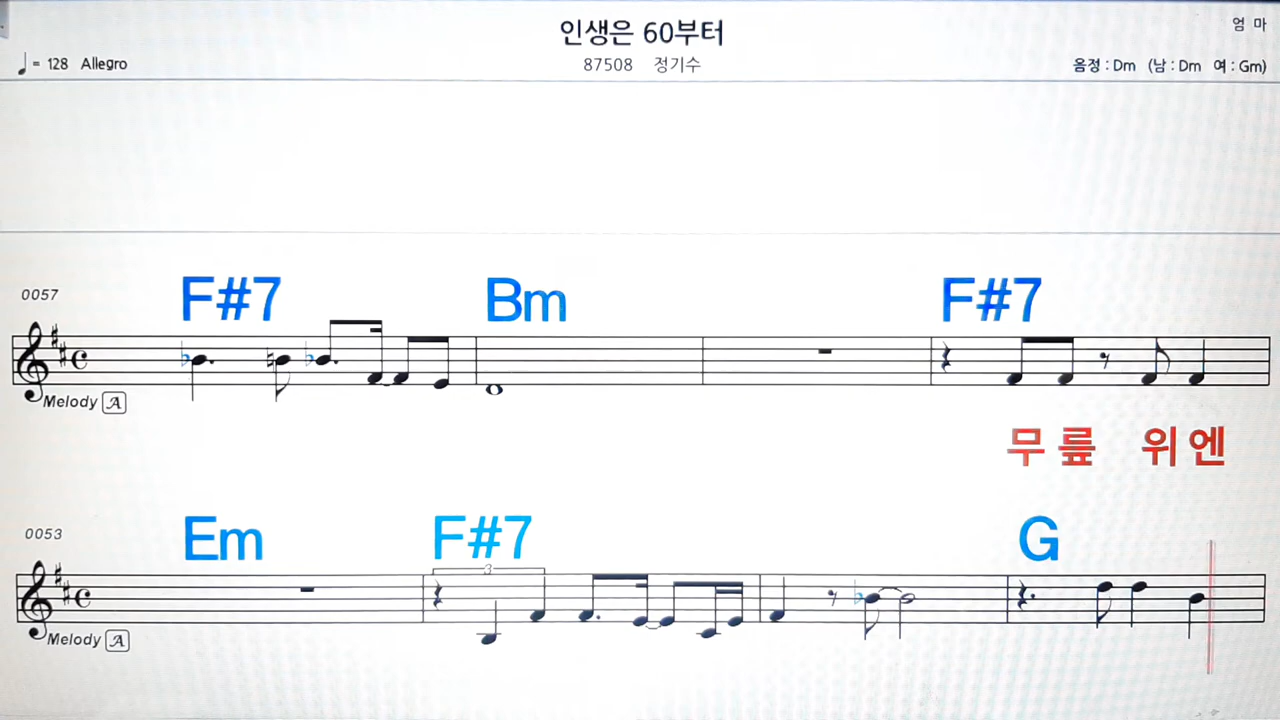 인생은 60부터
엄 마
♩ = 128 Allegro
87508 정기수
음정 : Dm (남 : Dm 여 : Gm)
0057
F#7 Bm F#7
Melody A
무 릎 위 엔
0053
Em F#7 G
3
Melody A